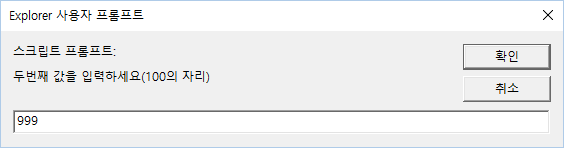 Explorer 사용자 프롬프트
스크립트 프롬프트:
확인
두번째 값을 입력하세요(100의 자리)
취소
999